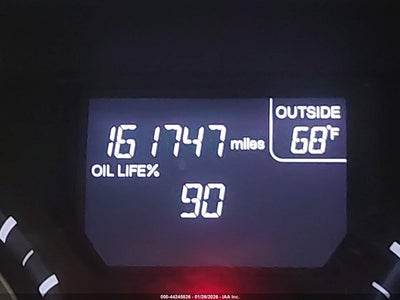 OUTSIDE
161747 miles 68°F
OIL LIFE%
90
000-44245826 - 01/26/2026 - IAA Inc.